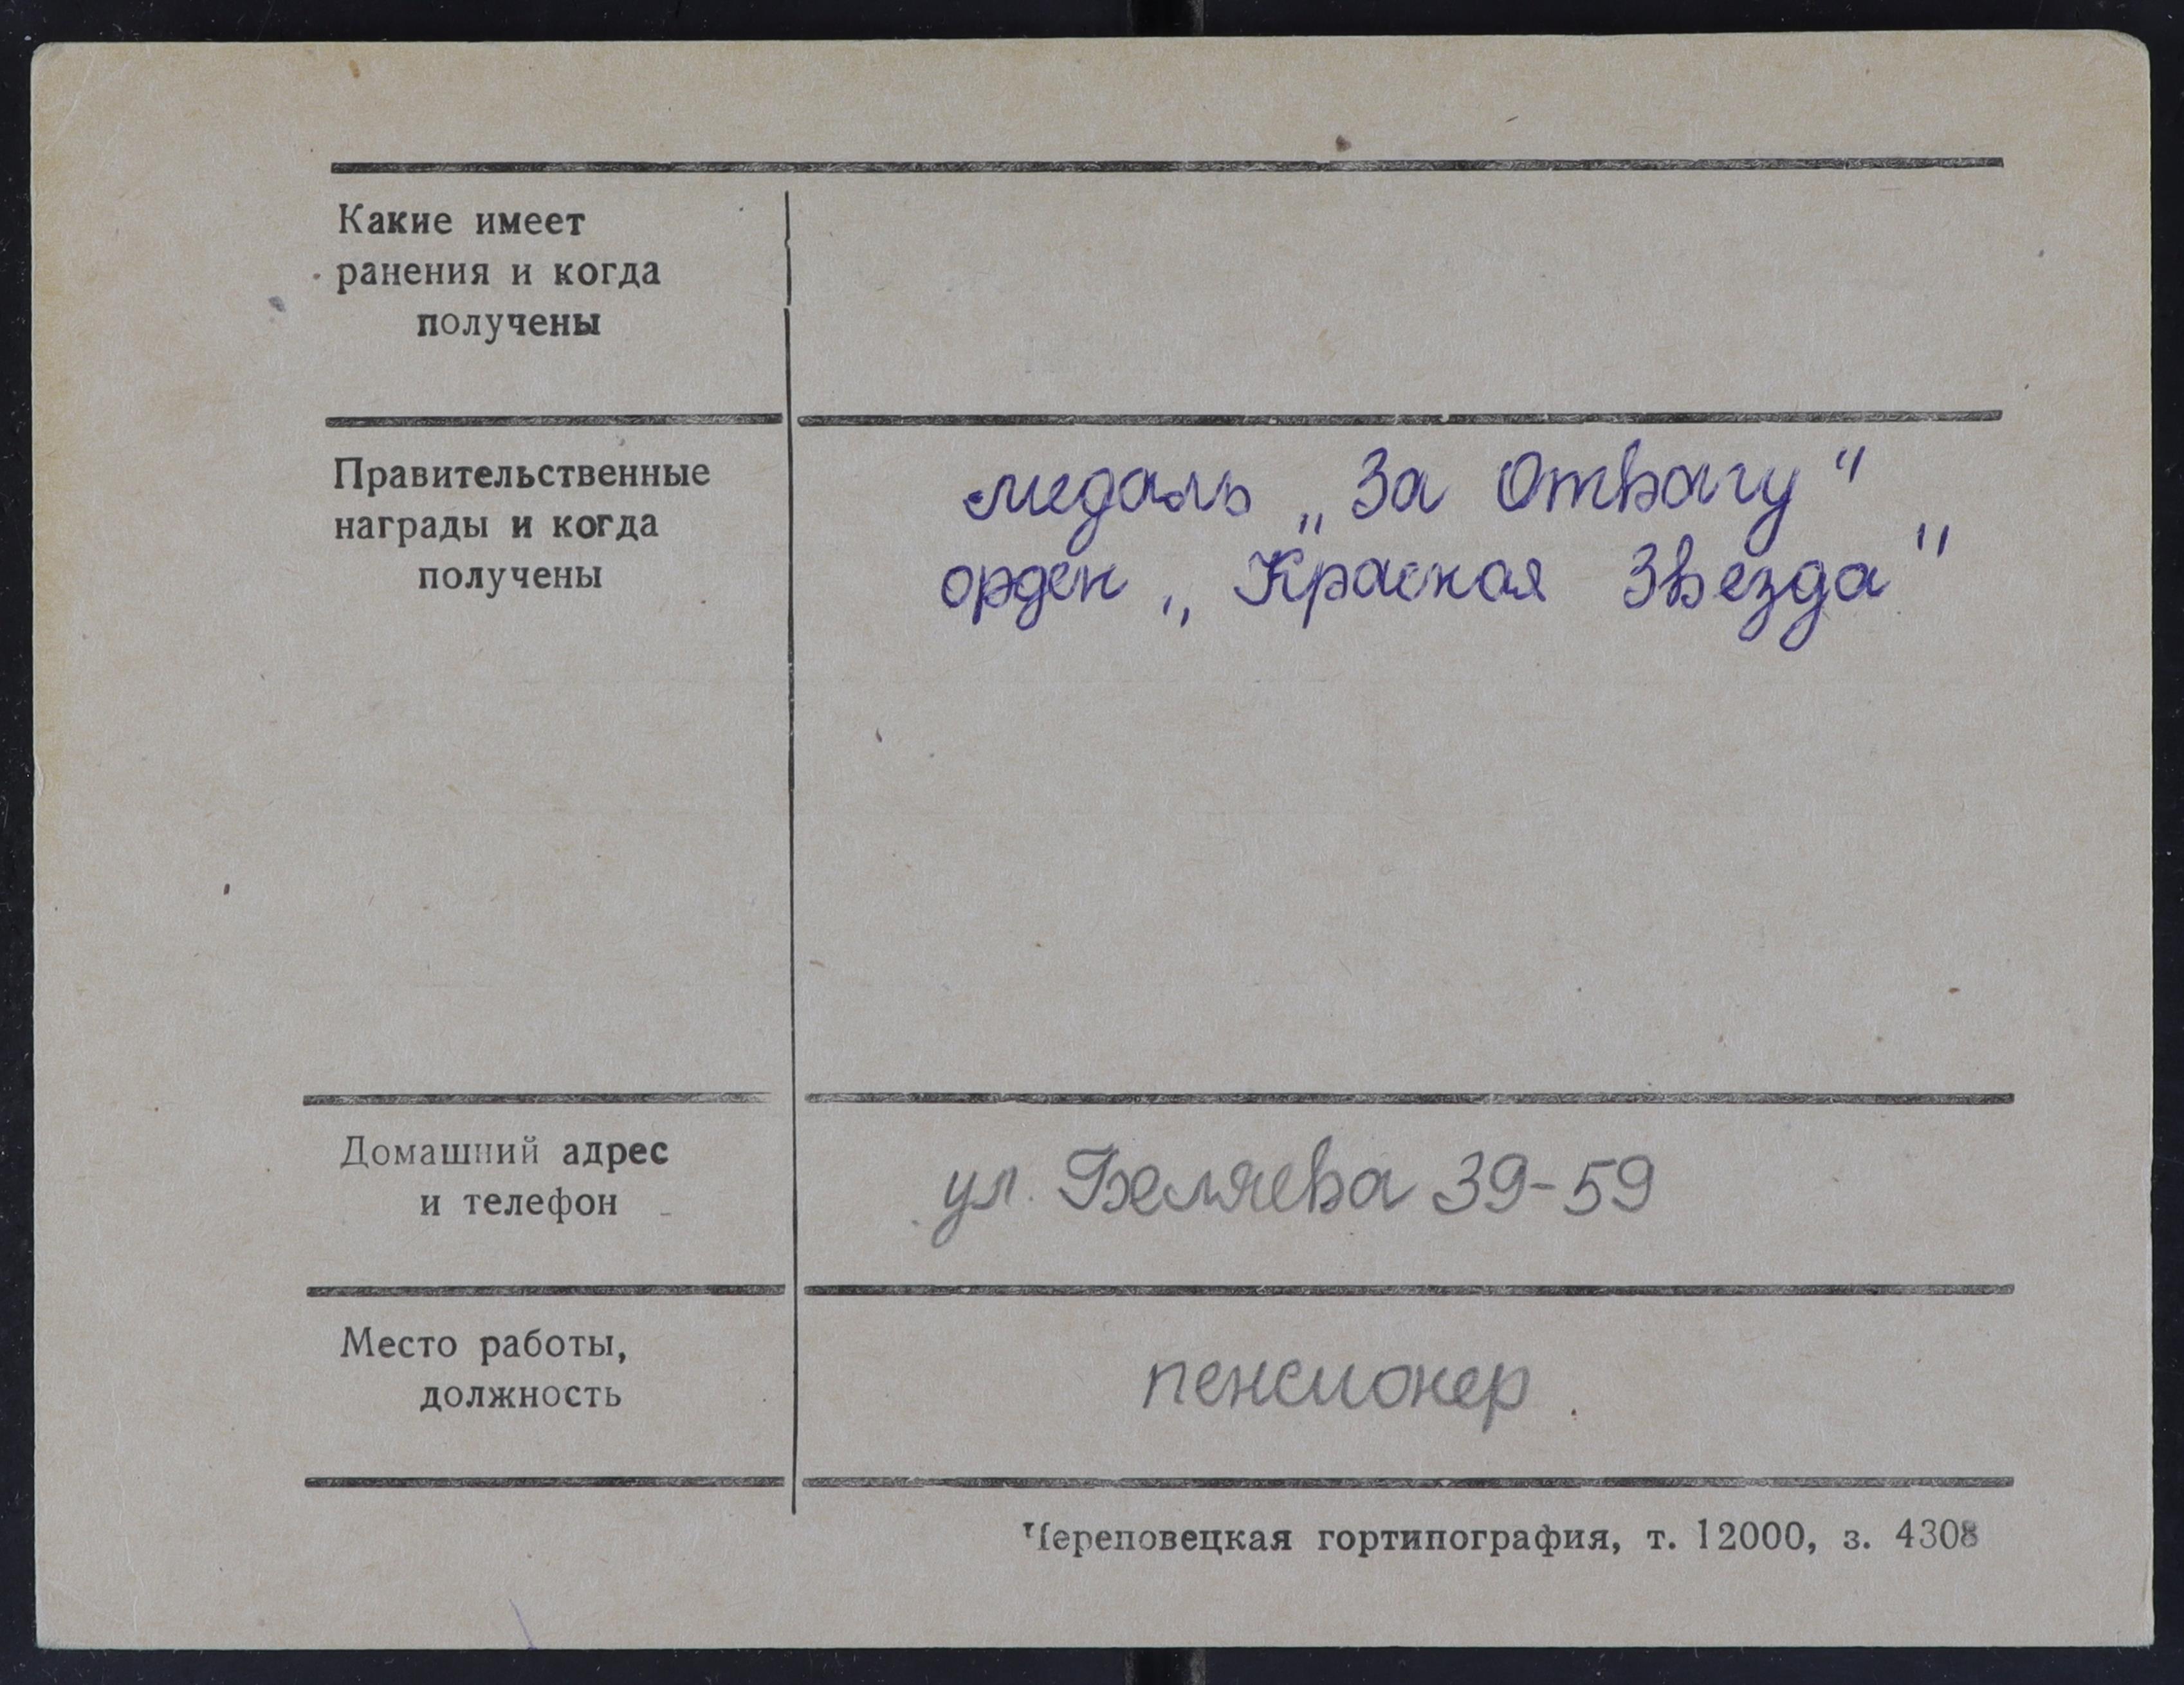 Какие имеет
ранения и когда
получены
Правительственные
награды и когда
получены
медаль „За Отвагу“
орден „Красная Звезда"
Домашний адрес
и телефон
ул. Беляева 39-59
Место работы,
должность
пенсионер
Череповецкая гортипография, т. 12000, з. 4308